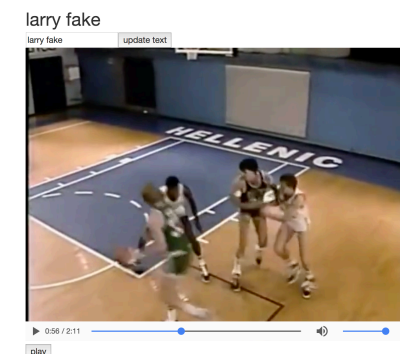 larry fake
larry fake
update text
HELLENIC
0:56 / 2:11
play